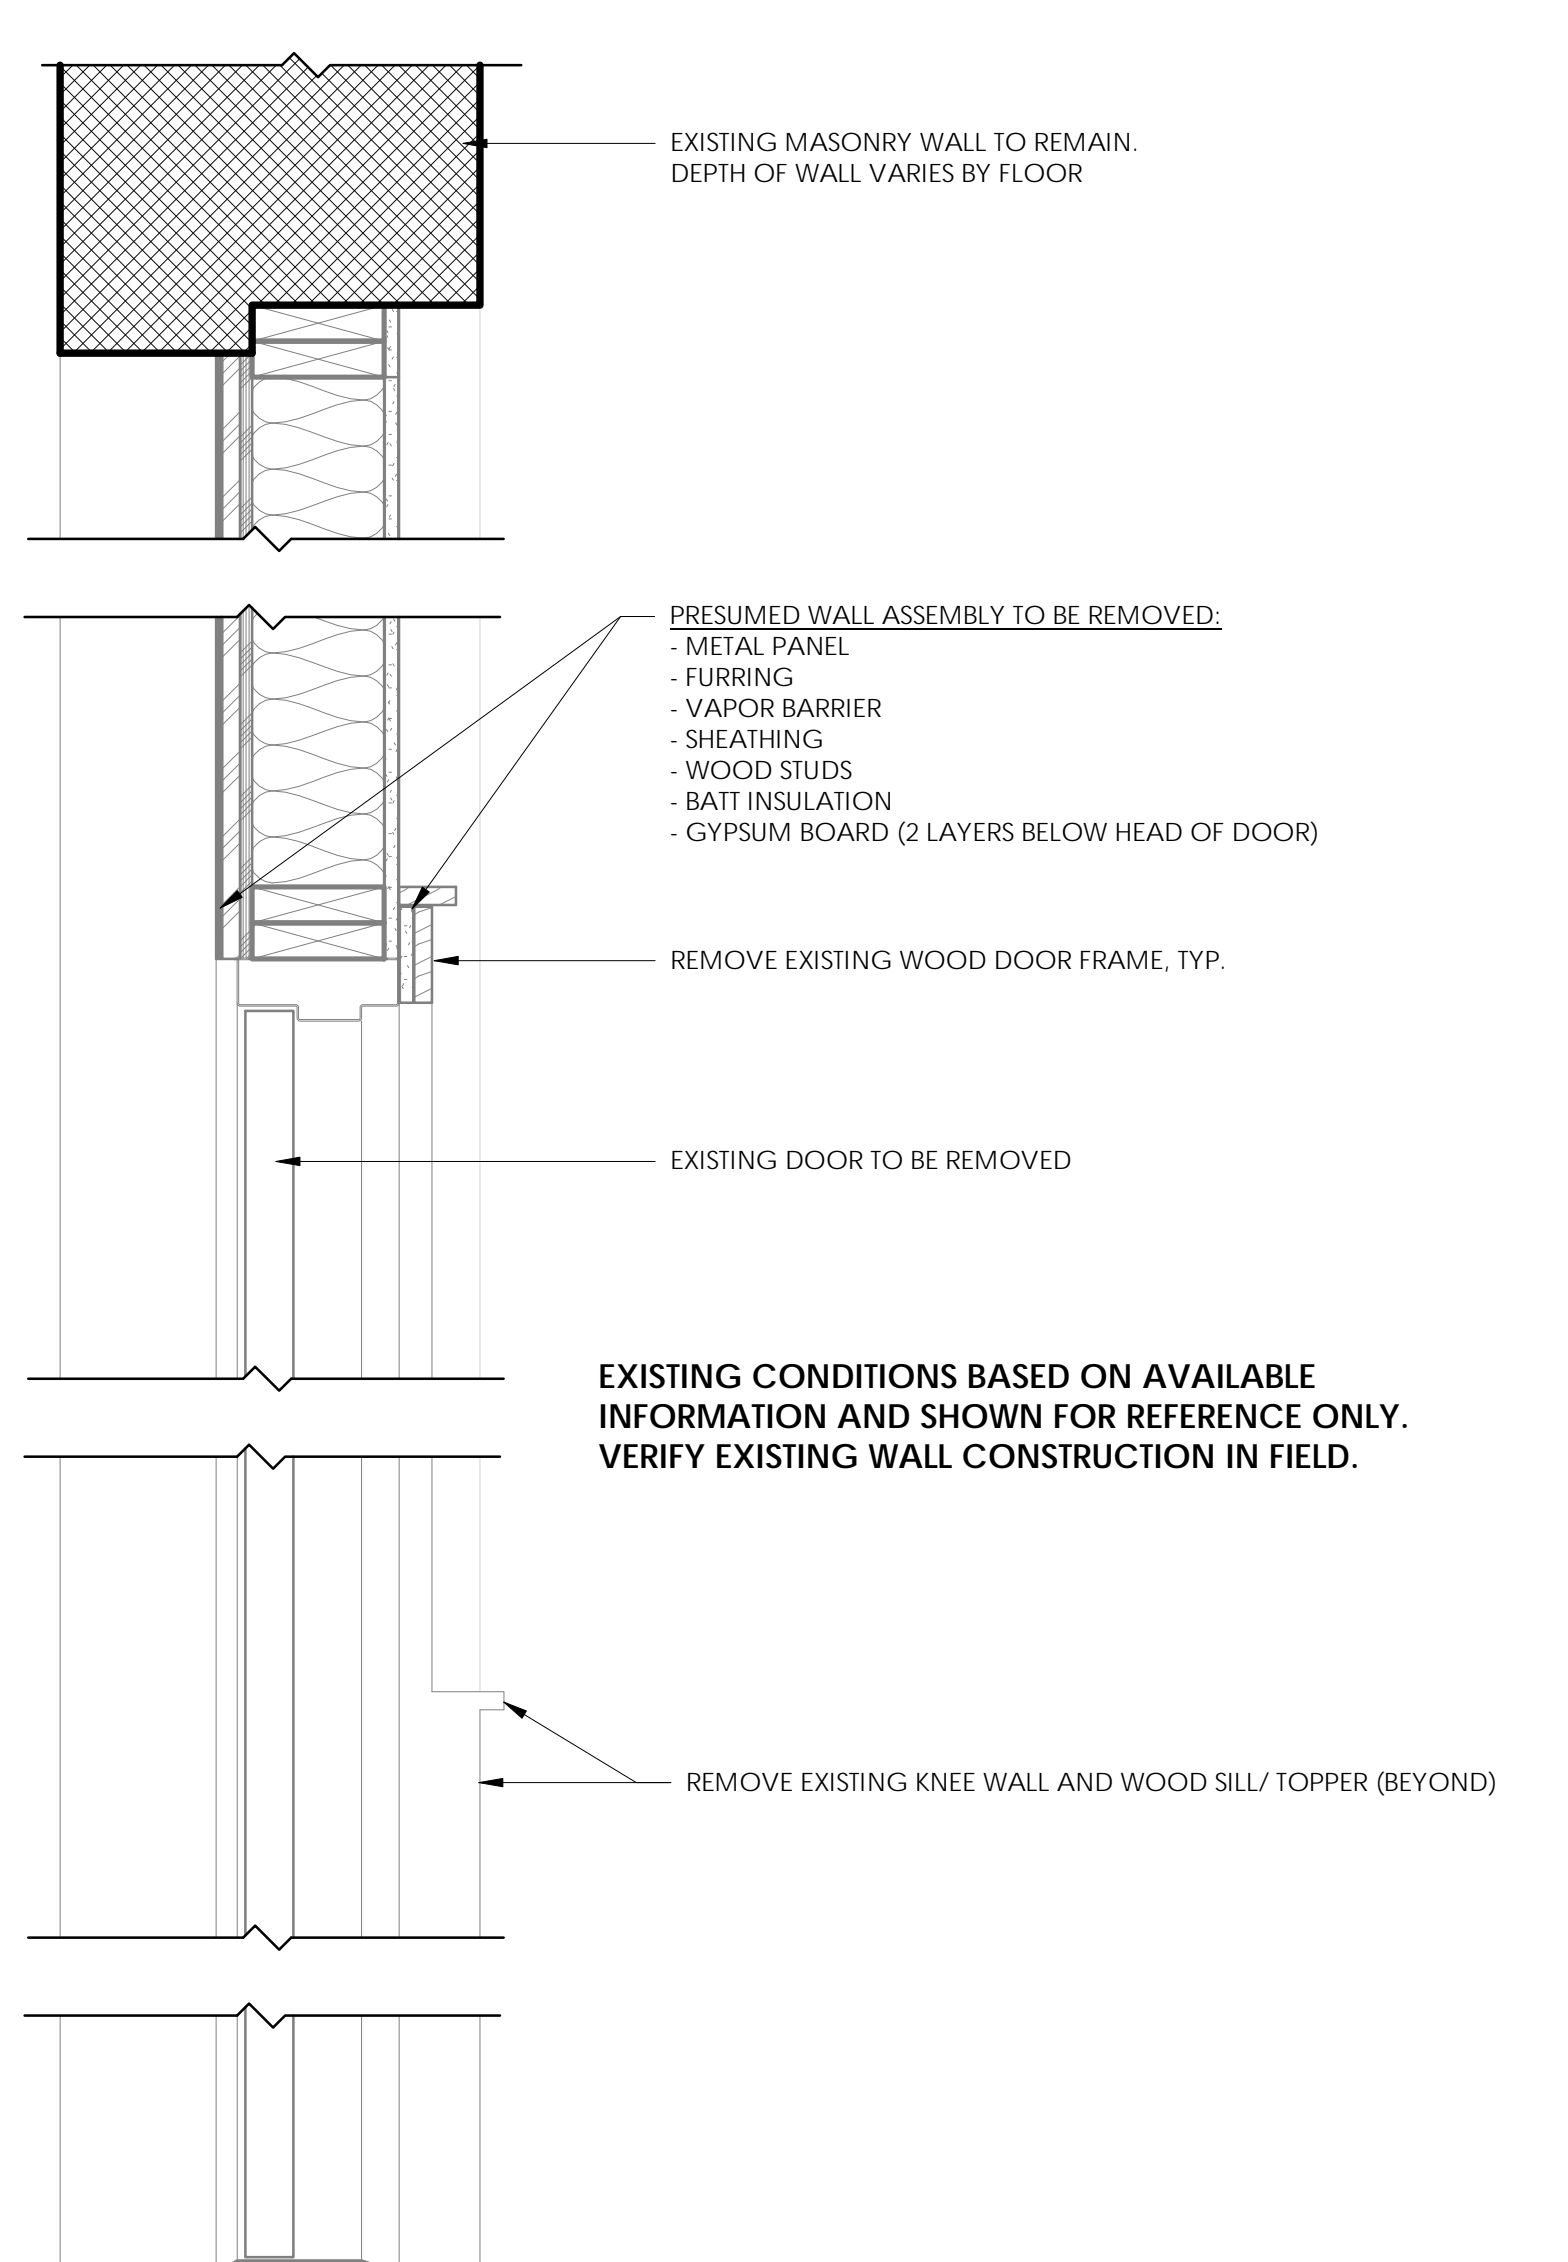 EXISTING MASONRY WALL TO REMAIN.
DEPTH OF WALL VARIES BY FLOOR
PRESUMED WALL ASSEMBLY TO BE REMOVED:
- METAL PANEL
- FURRING
- VAPOR BARRIER
- SHEATHING
- WOOD STUDS
- BATT INSULATION
- GYPSUM BOARD (2 LAYERS BELOW HEAD OF DOOR)
REMOVE EXISTING WOOD DOOR FRAME, TYP.
EXISTING DOOR TO BE REMOVED
EXISTING CONDITIONS BASED ON AVAILABLE
INFORMATION AND SHOWN FOR REFERENCE ONLY.
VERIFY EXISTING WALL CONSTRUCTION IN FIELD.
REMOVE EXISTING KNEE WALL AND WOOD SILL/ TOPPER (BEYOND)